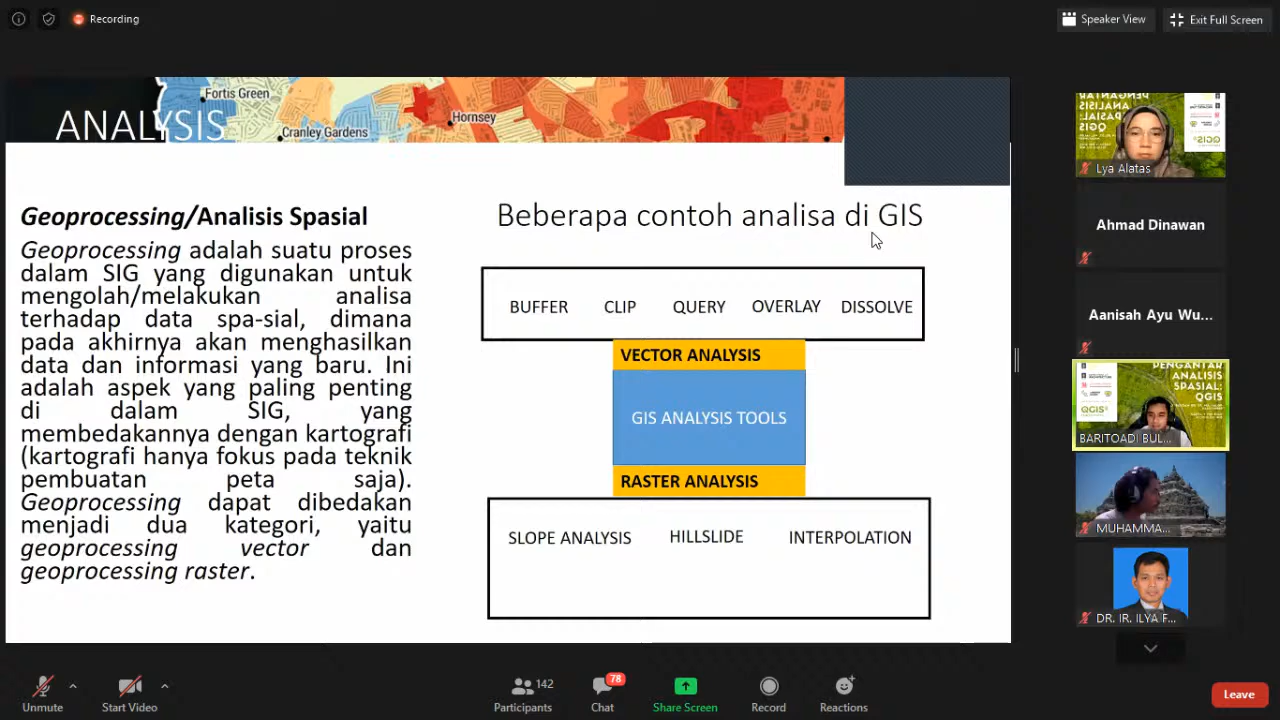 Recording
Speaker View
Exit Full Screen
Fortis Green
ANALYSIS
Cranley Gardens
Hornsey
Geoprocessing/Analisis Spasial
Geoprocessing adalah suatu proses
dalam SIG yang digunakan untuk
mengolah/melakukan analisa
terhadap data spa-sial, dimana
pada akhirnya akan menghasilkan
data dan informasi yang baru. Ini
adalah aspek yang paling penting
di dalam SIG, yang
membedakannya dengan kartografi
(kartografi hanya fokus pada teknik
pembuatan peta saja).
Geoprocessing dapat dibedakan
menjadi dua kategori, yaitu
geoprocessing vector dan
geoprocessing raster.
Beberapa contoh analisa di GIS
BUFFER CLIP QUERY OVERLAY DISSOLVE
VECTOR ANALYSIS
GIS ANALYSIS TOOLS
RASTER ANALYSIS
SLOPE ANALYSIS HILLSLIDE INTERPOLATION
Lya Alatas
Ahmad Dinawan
Aanisah Ayu Wu...
PENGANTAR
ANALISIS
SPASIAL:
QGIS
QGIS
BARITOADI BUL...
MUHAMMA...
DR. IR. ILYA F...
Unmute
Start Video
Participants
142
Chat
78
Share Screen
Record
Reactions
Leave